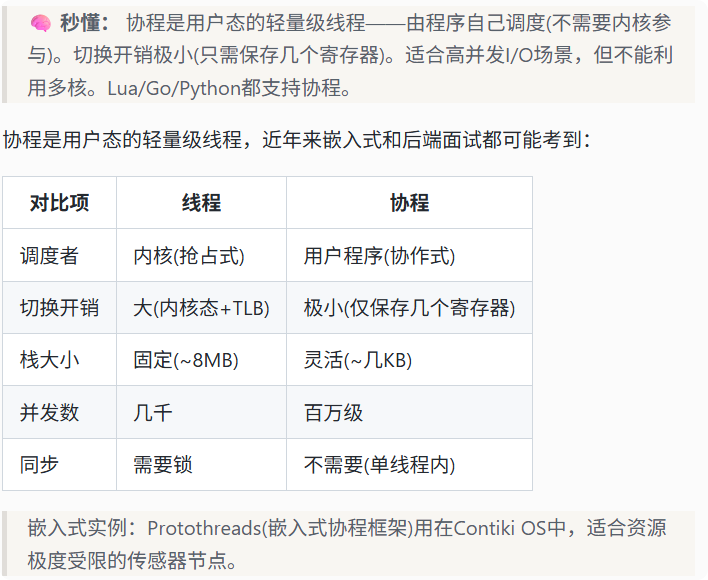 🧠 秒懂： 协程是用户态的轻量级线程——由程序自己调度(不需要内核参
与)。切换开销极小(只需保存几个寄存器)。适合高并发I/O场景，但不能利
用多核。Lua/Go/Python都支持协程。
协程是用户态的轻量级线程，近年来嵌入式和后端面试都可能考到：
对比项 线程 协程
调度者 内核(抢占式) 用户程序(协作式)
切换开销 大(内核态+TLB) 极小(仅保存几个寄存器)
栈大小 固定(~8MB) 灵活(~几KB)
并发数 几千 百万级
同步 需要锁 不需要(单线程内)
嵌入式实例：Protothreads(嵌入式协程框架)用在Contiki OS中，适合资源
极度受限的传感器节点。